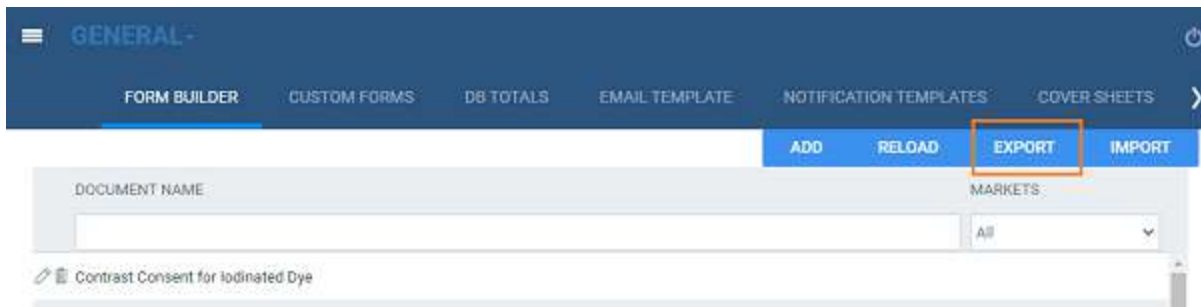 GENERAL-
FORM BUILDER CUSTOM FORMS DB TOTALS EMAIL TEMPLATE NOTIFICATION TEMPLATES COVER SHEETS
ADD RELOAD EXPORT IMPORT
DOCUMENT NAME MARKETS
All
Contrast Consent for Iodinated Dye